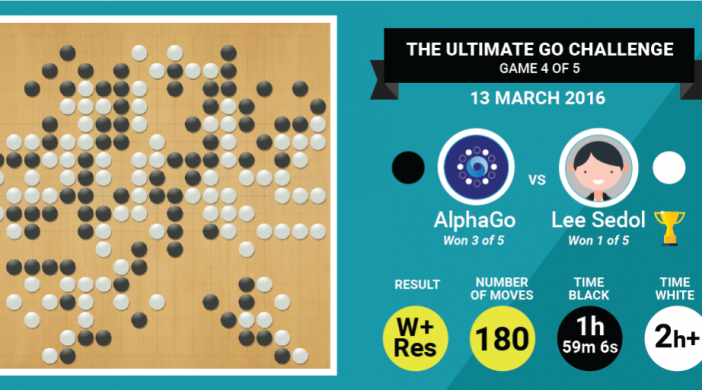 THE ULTIMATE GO CHALLENGE
GAME 4 OF 5
13 MARCH 2016
VS
AlphaGo
Won 3 of 5
Lee Sedol
Won 1 of 5
RESULT
W+
Res
NUMBER
OF MOVES
180
TIME
BLACK
1h
59m 6s
TIME
WHITE
2h+